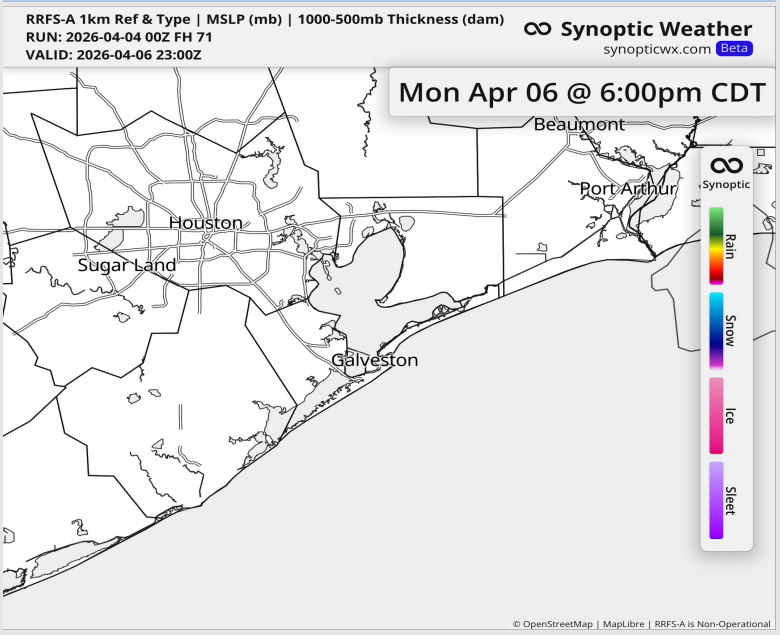 RRFS-A 1km Ref & Type | MSLP (mb) | 1000-500mb Thickness (dam)
RUN: 2026-04-04 00Z FH 71
VALID: 2026-04-06 23:00Z
Synoptic Weather
synopticwx.com Beta
Mon Apr 06 @ 6:00pm CDT
Beaumont
Port Arthur
Houston
Sugar Land
Galveston
Synoptic
Rain
Snow
Ice
Sleet
© OpenStreetMap | MapLibre | RRFS-A is Non-Operational